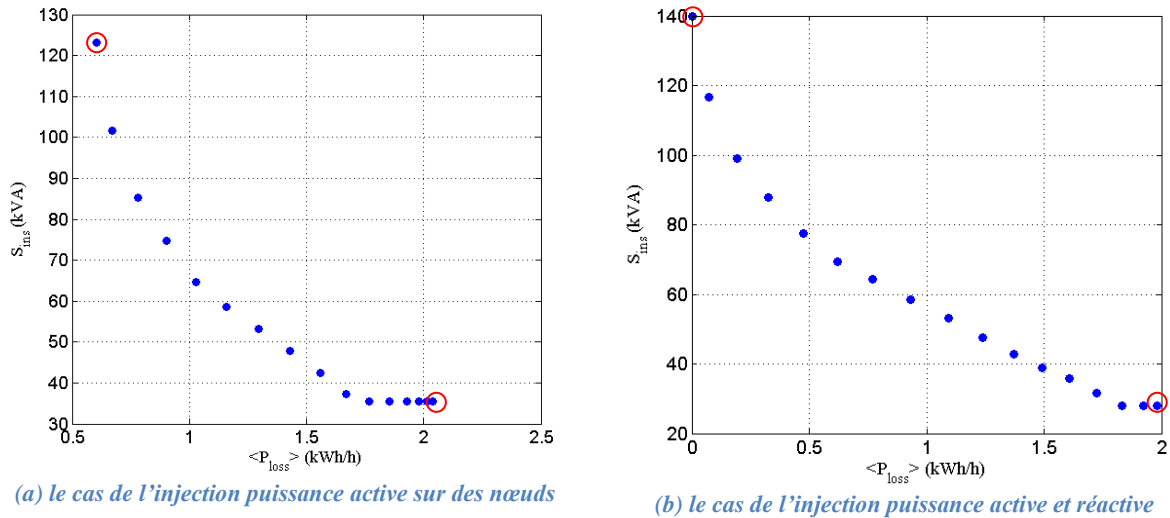 130
120
110
100
90
80
70
60
50
40
30
S_ins (kVA)
0.5 1 1.5 2 2.5
<P_loss> (kWh/h)
(a) le cas de l’injection puissance active sur des nœuds
140
120
100
80
60
40
20
S_ins (kVA)
0 0.5 1 1.5 2
<P_loss> (kWh/h)
(b) le cas de l’injection puissance active et réactive